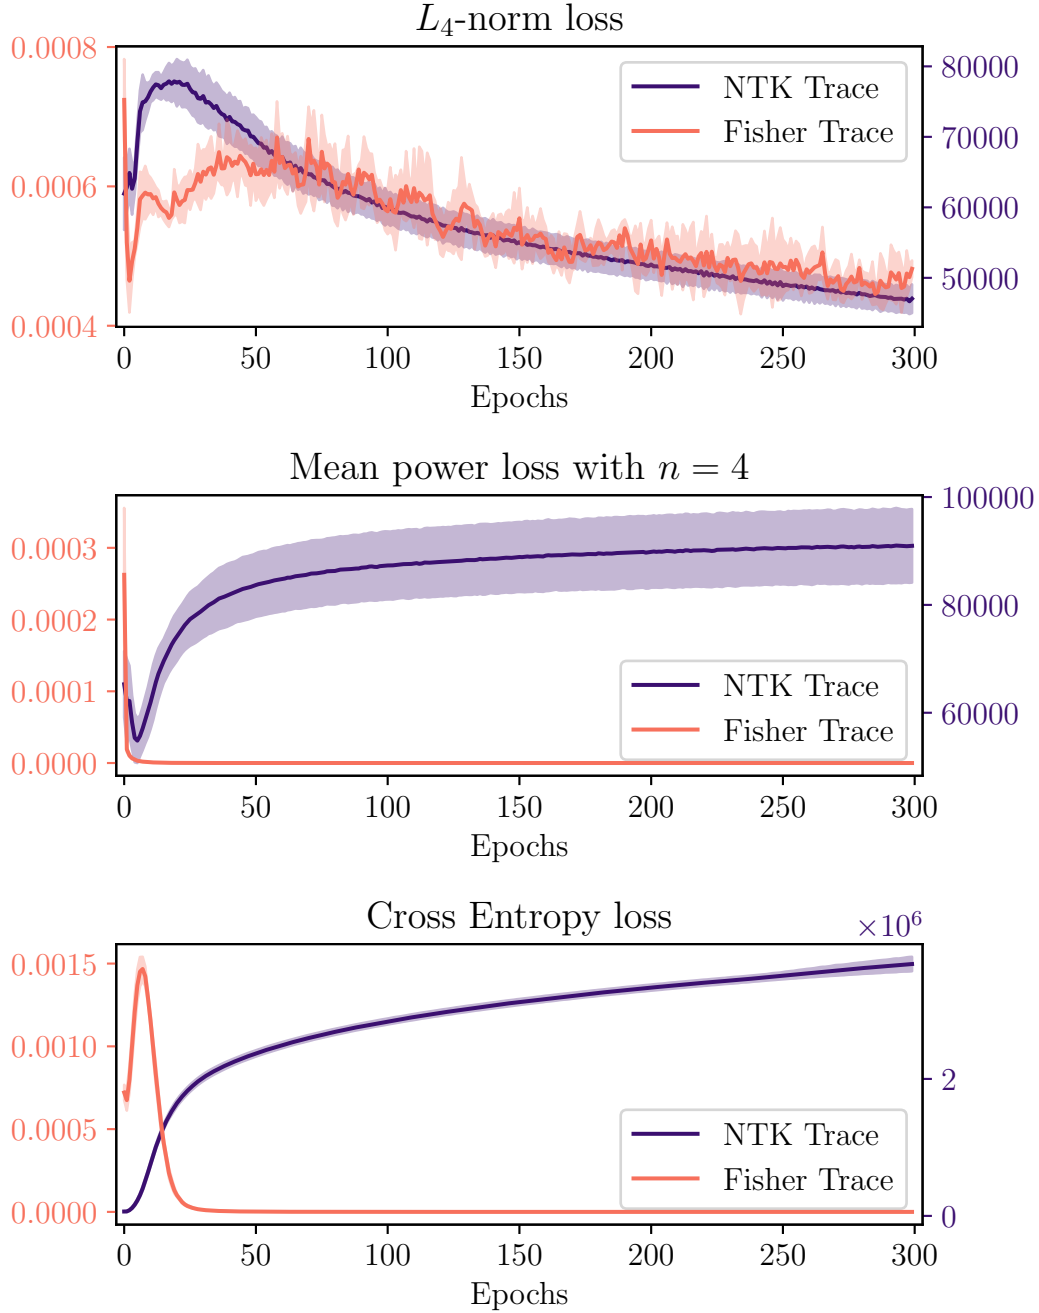 L₄-norm loss
0.0008
0.0006
0.0004
80000
70000
60000
50000
NTK Trace
Fisher Trace
0 50 100 150 200 250 300
Epochs
Mean power loss with n = 4
0.0003
0.0002
0.0001
0.0000
100000
80000
60000
NTK Trace
Fisher Trace
0 50 100 150 200 250 300
Epochs
Cross Entropy loss
×10⁶
0.0015
0.0010
0.0005
0.0000
2
0
NTK Trace
Fisher Trace
0 50 100 150 200 250 300
Epochs